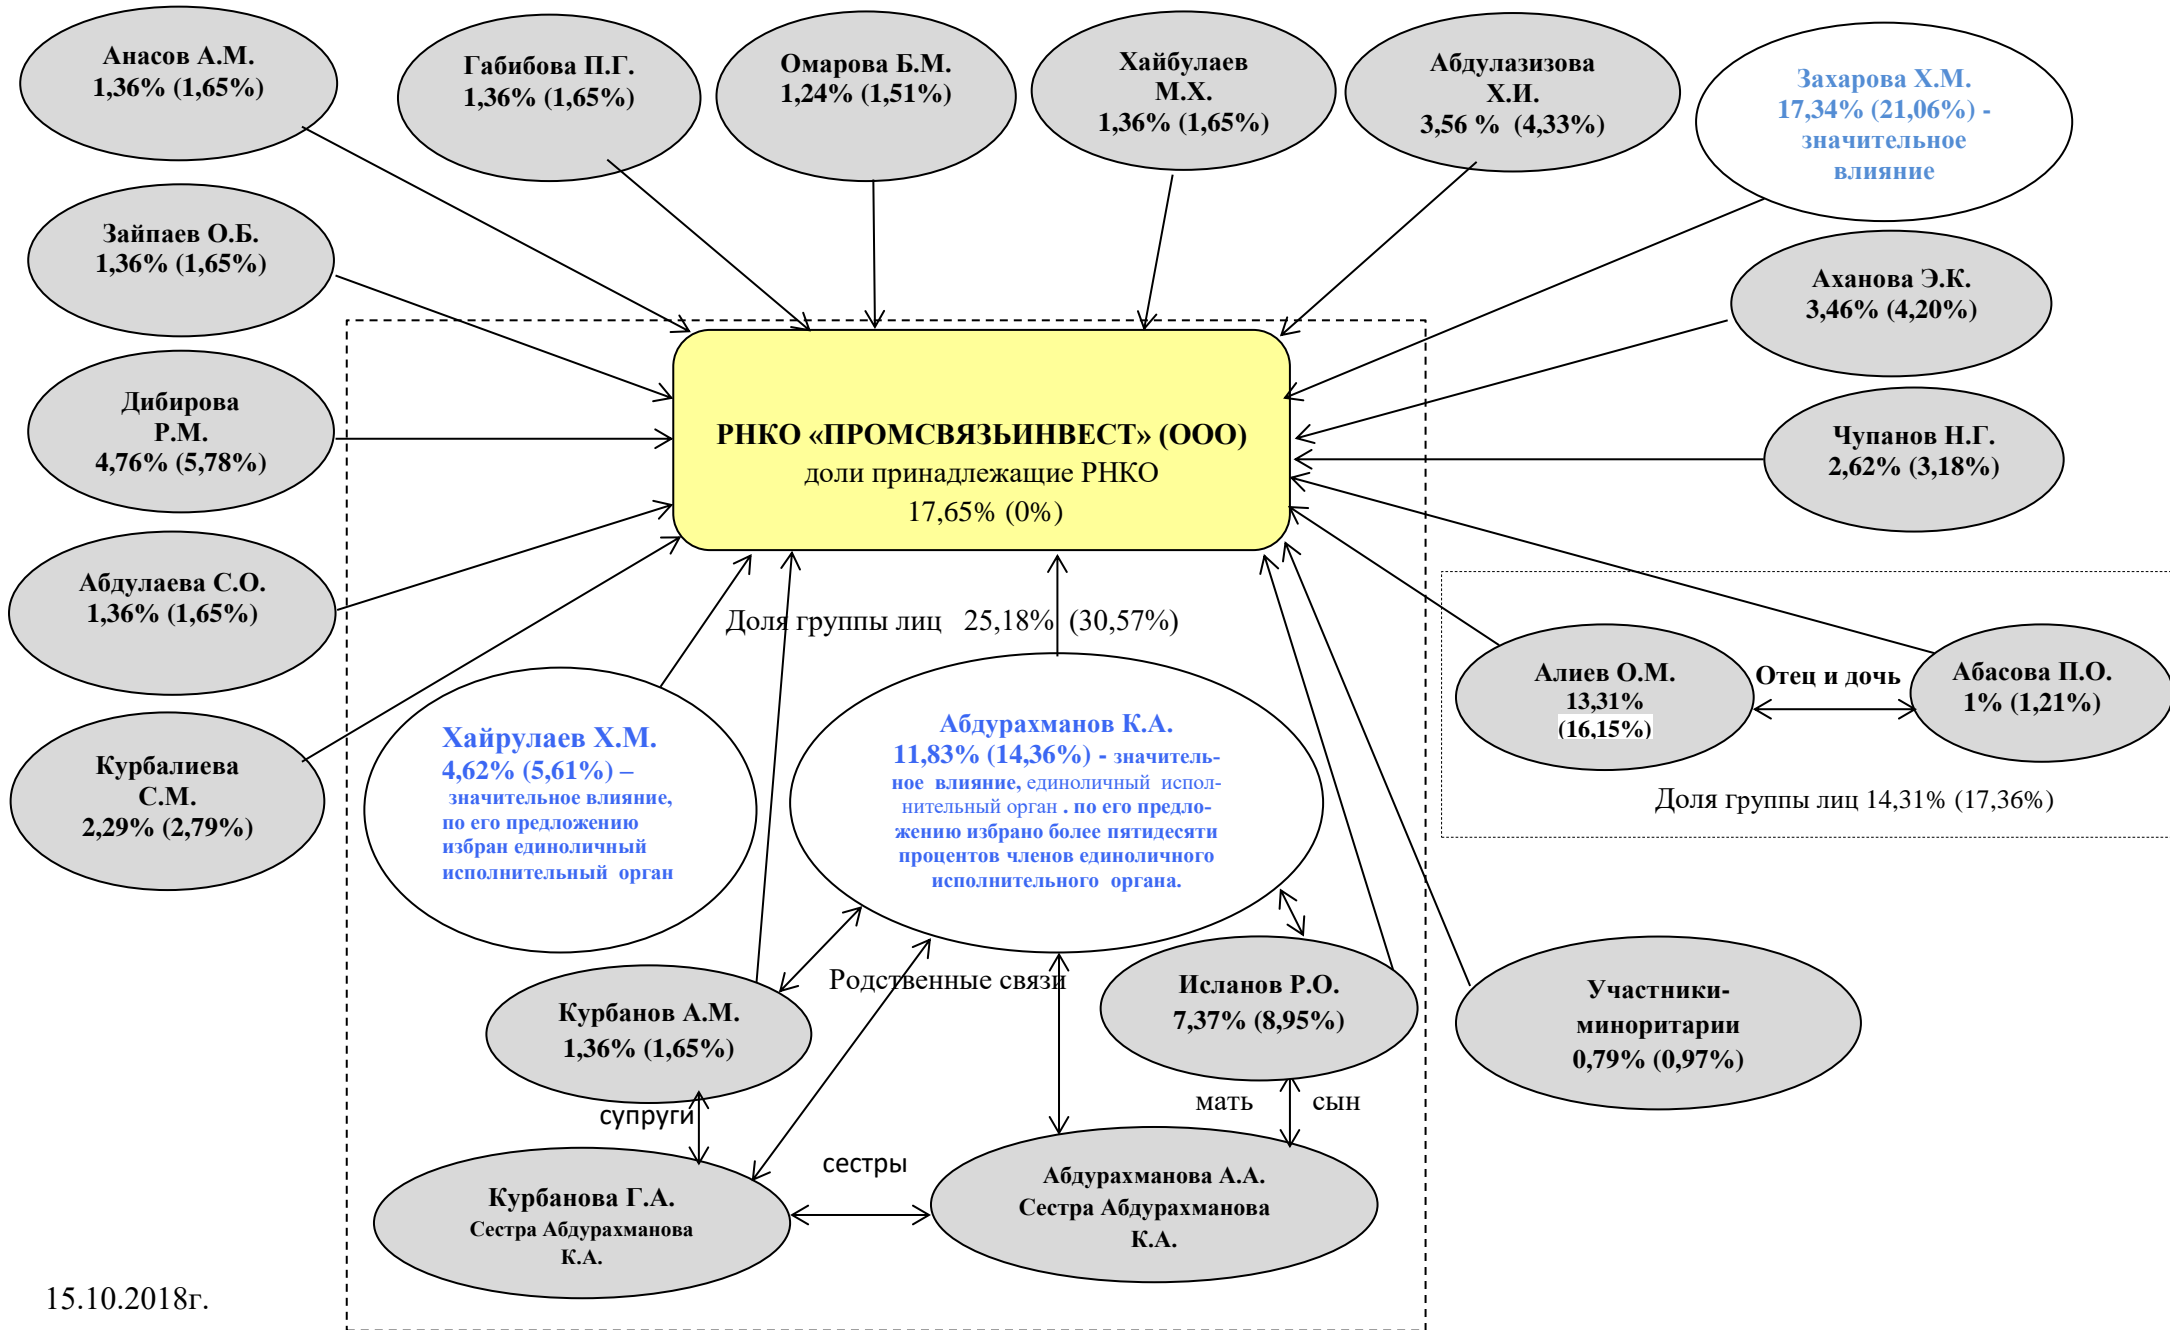 Анасов А.М.
1,36% (1,65%)
Габибова П.Г.
1,36% (1,65%)
Омарова Б.М.
1,24% (1,51%)
Хайбулаев
М.Х.
1,36% (1,65%)
Абдулазизова
Х.И.
3,56 % (4,33%)
Захарова Х.М.
17,34% (21,06%) -
значительное
влияние
Зайпаев О.Б.
1,36% (1,65%)
Аханова Э.К.
3,46% (4,20%)
Дибирова
Р.М.
4,76% (5,78%)
РНКО «ПРОМСВЯЗЬИНВЕСТ» (ООО)
доли принадлежащие РНКО
17,65% (0%)
Чупанов Н.Г.
2,62% (3,18%)
Абдулаева С.О.
1,36% (1,65%)
Доля группы лиц 25,18% (30,57%)
Алиев О.М.
13,31%
(16,15%)
Отец и дочь
Абасова П.О.
1% (1,21%)
Доля группы лиц 14,31% (17,36%)
Курбалиева
С.М.
2,29% (2,79%)
Хайрулаев Х.М.
4,62% (5,61%) –
значительное влияние,
по его предложению
избран единоличный
исполнительный орган
Абдурахманов К.А.
11,83% (14,36%) - значитель-
ное влияние, единоличный испол-
нительный орган . по его предло-
жению избрано более пятидесяти
процентов членов единоличного
исполнительного органа.
Родственные связи
Курбанов А.М.
1,36% (1,65%)
Исланов Р.О.
7,37% (8,95%)
Участники-
миноритарии
0,79% (0,97%)
супруги
мать
сын
сестры
Курбанова Г.А.
Сестра Абдурахманова
К.А.
Абдурахманова А.А.
Сестра Абдурахманова
К.А.
15.10.2018г.